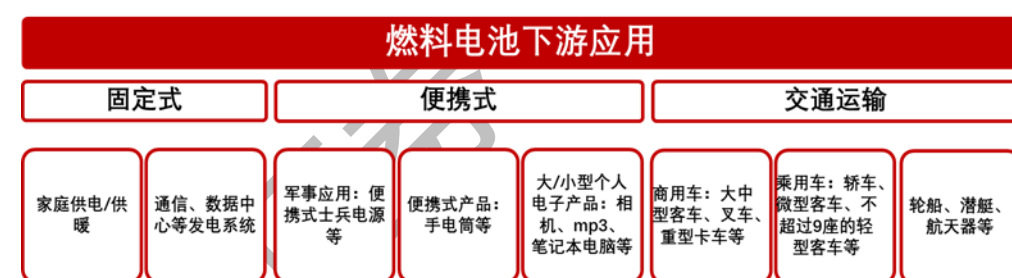 燃料电池下游应用
固定式
便携式
交通运输
家庭供电/供
暖
通信、数据中
心等发电系统
军事应用：便
携式士兵电源
等
便携式产品：
手电筒等
大/小型个人
电子产品：相
机、mp3、
笔记本电脑等
商用车：大中
型客车、叉车、
重型卡车等
乘用车：轿车、
微型客车、不
超过9座的轻
型客车等
轮船、潜艇、
航天器等